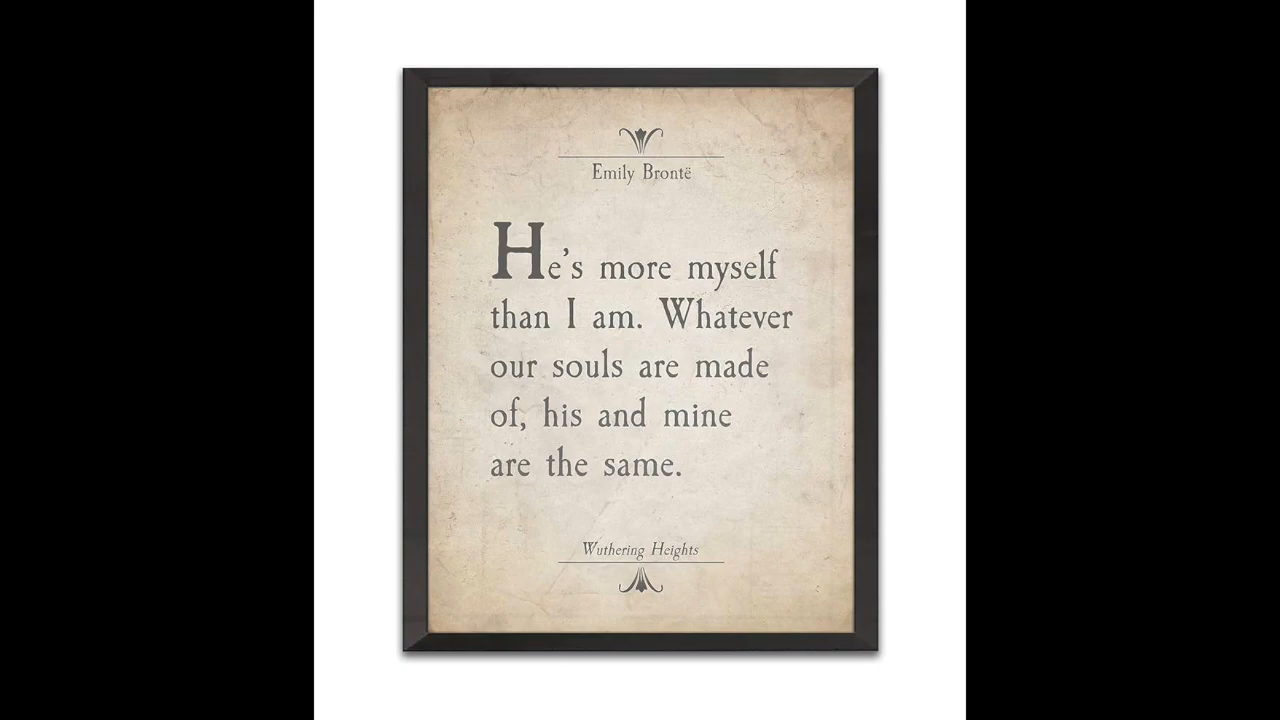 Emily Brontë
He's more myself
than I am. Whatever
our souls are made
of, his and mine
are the same.
Wuthering Heights